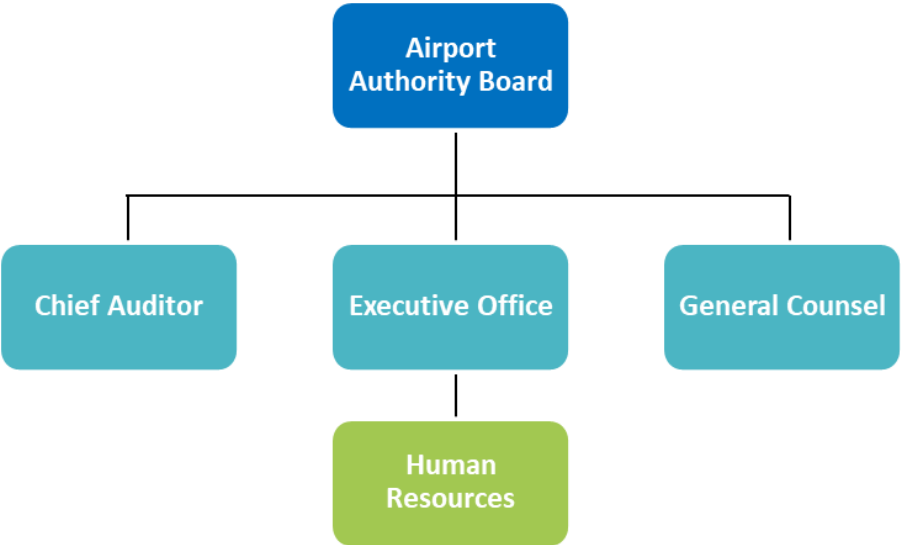 Airport
Authority Board
Chief Auditor
Executive Office
General Counsel
Human
Resources